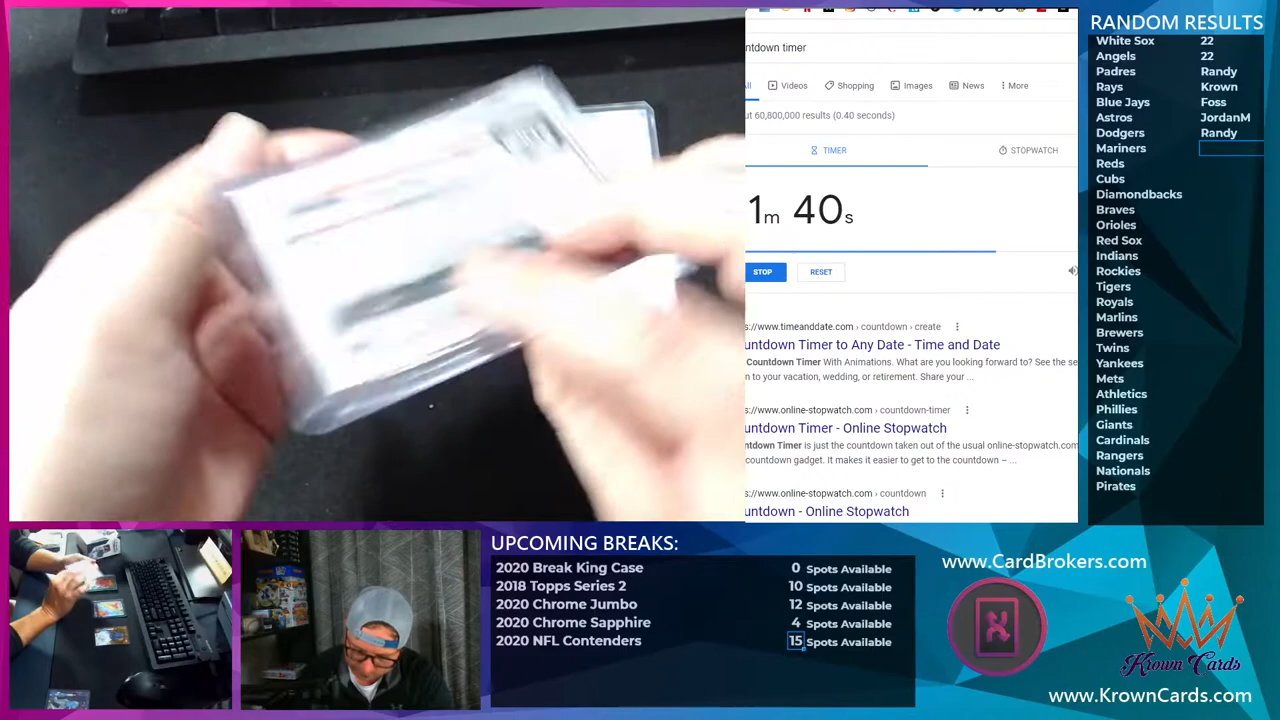 ntdown timer
All
Videos
Shopping
Images
News
More
ut 60,800,000 results (0.40 seconds)
TIMER
STOPWATCH
1m 40s
STOP
RESET
s://www.timeanddate.com › countdown › create
untdown Timer to Any Date - Time and Date
Countdown Timer With Animations. What are you looking forward to? See the se
n to your vacation, wedding, or retirement. Share your ...
s://www.online-stopwatch.com › countdown-timer
untdown Timer - Online Stopwatch
ntdown Timer is just the countdown taken out of the usual online-stopwatch.com
countdown gadget. It makes it easier to get to the countdown – ...
s://www.online-stopwatch.com › countdown
untdown - Online Stopwatch
RANDOM RESULTS
White Sox 22
Angels 22
Padres Randy
Rays Krown
Blue Jays Foss
Astros JordanM
Dodgers Randy
Mariners
Reds
Cubs
Diamondbacks
Braves
Orioles
Red Sox
Indians
Rockies
Tigers
Royals
Marlins
Brewers
Twins
Yankees
Mets
Athletics
Phillies
Giants
Cardinals
Rangers
Nationals
Pirates
UPCOMING BREAKS:
2020 Break King Case 0 Spots Available
2018 Topps Series 2 10 Spots Available
2020 Chrome Jumbo 12 Spots Available
2020 Chrome Sapphire 4 Spots Available
2020 NFL Contenders 15 Spots Available
www.CardBrokers.com
Krown Cards
www.KrownCards.com